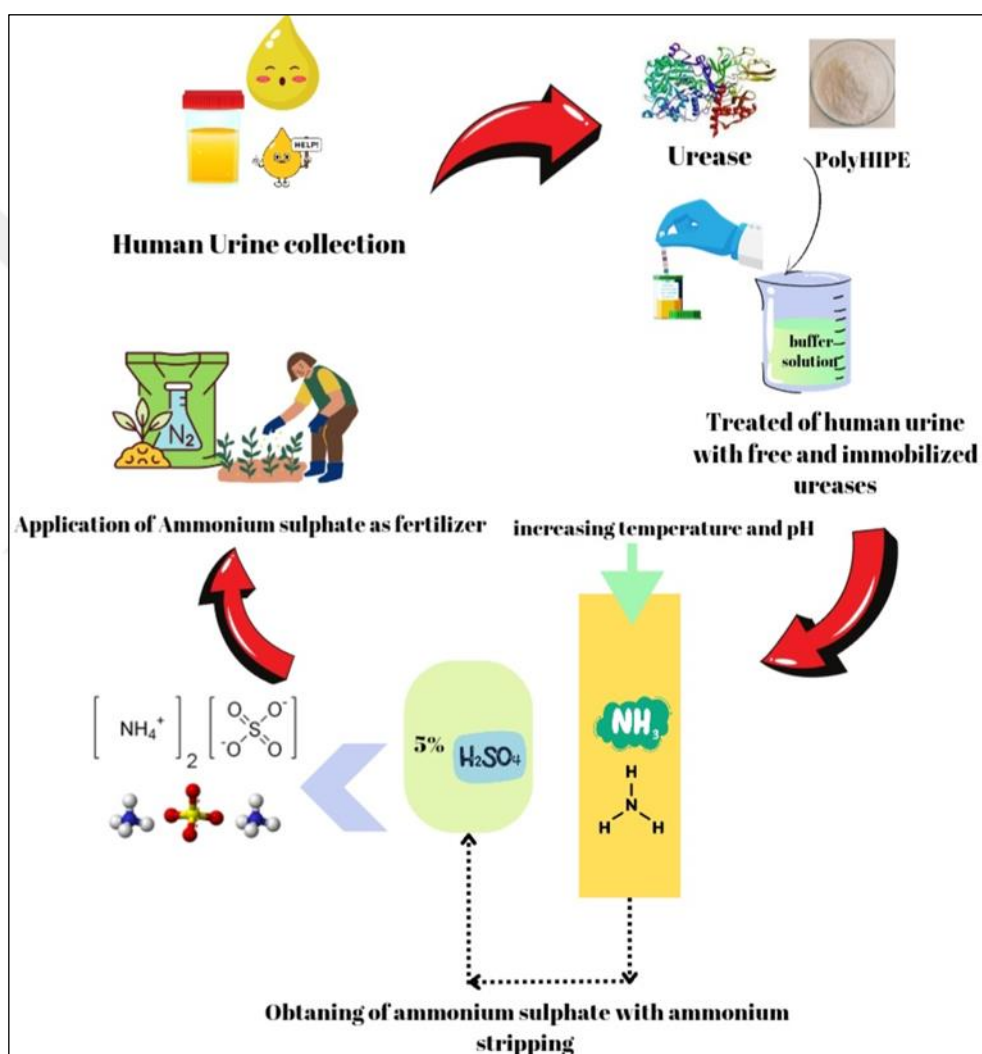 HELP!
Human Urine collection
Urease
PolyHIPE
buffer
solution
Treated of human urine
with free and immobilized
ureases
N₂
Application of Ammonium sulphate as fertilizer
increasing temperature and pH
NH₃
H
N
H H
5%
H₂SO₄
[NH₄⁺]₂
O O⁻
S
⁻O O
Obtaning of ammonium sulphate with ammonium
stripping